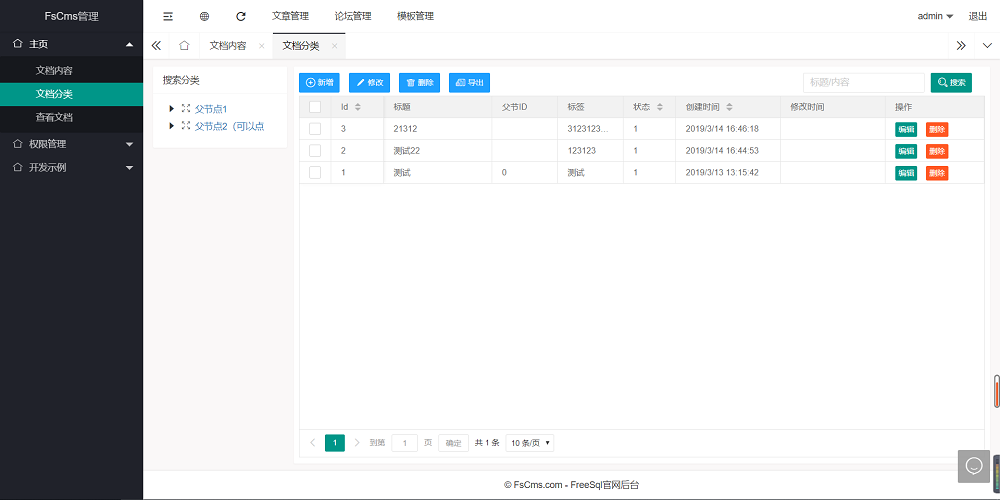 FsCms管理
文章管理 论坛管理 模板管理 admin 退出
主页
文档内容
文档分类
查看文档
权限管理
开发示例
文档内容 × 文档分类 ×
搜索分类
父节点1
父节点2（可以点
新增 修改 删除 导出 标题/内容 搜索
Id 标题 父节ID 标签 状态 创建时间 修改时间 操作
3 21312 3123123... 1 2019/3/14 16:46:18 编辑 删除
2 测试22 123123 1 2019/3/14 16:44:53 编辑 删除
1 测试 0 测试 1 2019/3/13 13:15:42 编辑 删除
1 到第 1 页 确定 共 1 条 10 条/页
© FsCms.com - FreeSql官网后台